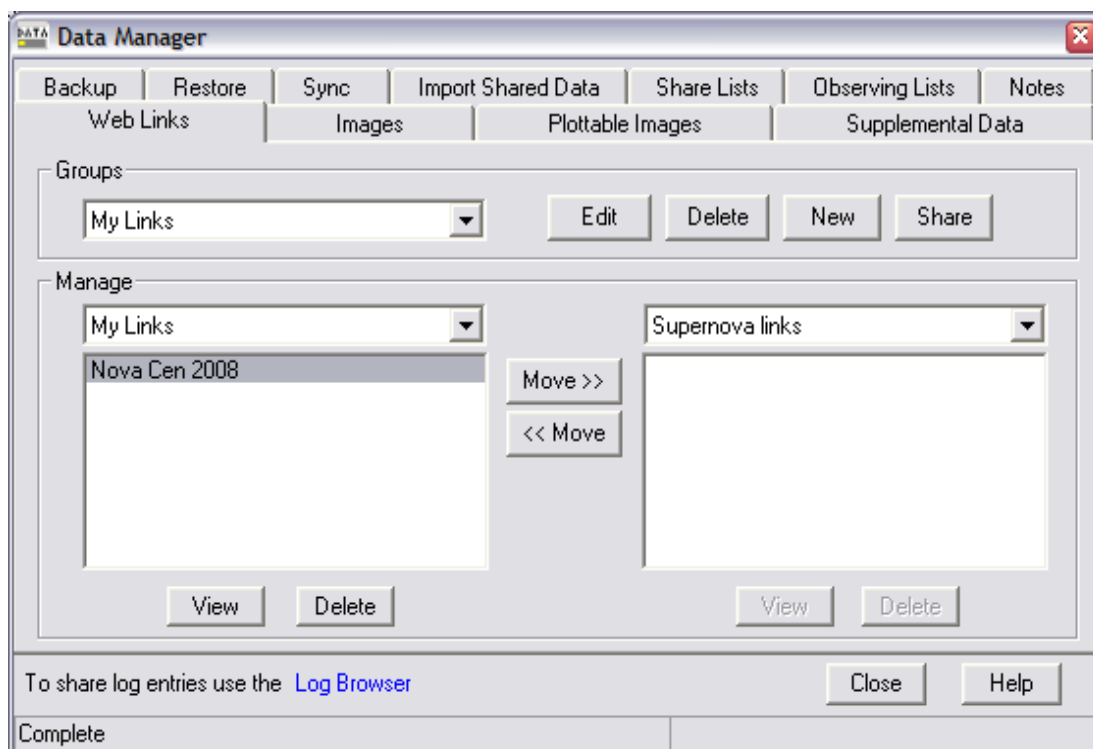 DATA Data Manager
Backup Restore Sync Import Shared Data Share Lists Observing Lists Notes
Web Links Images Plottable Images Supplemental Data
Groups
My Links Edit Delete New Share
Manage
My Links Supernova links
Nova Cen 2008
Move >>
<< Move
View Delete View Delete
To share log entries use the Log Browser Close Help
Complete